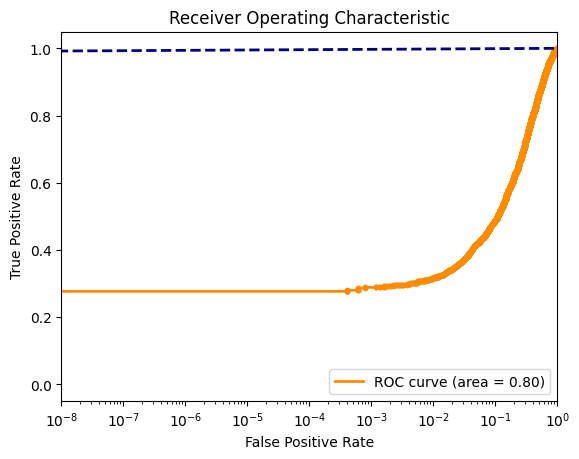 Receiver Operating Characteristic
True Positive Rate
1.0
0.8
0.6
0.4
0.2
0.0
ROC curve (area = 0.80)
10⁻⁸ 10⁻⁷ 10⁻⁶ 10⁻⁵ 10⁻⁴ 10⁻³ 10⁻² 10⁻¹ 10⁰
False Positive Rate